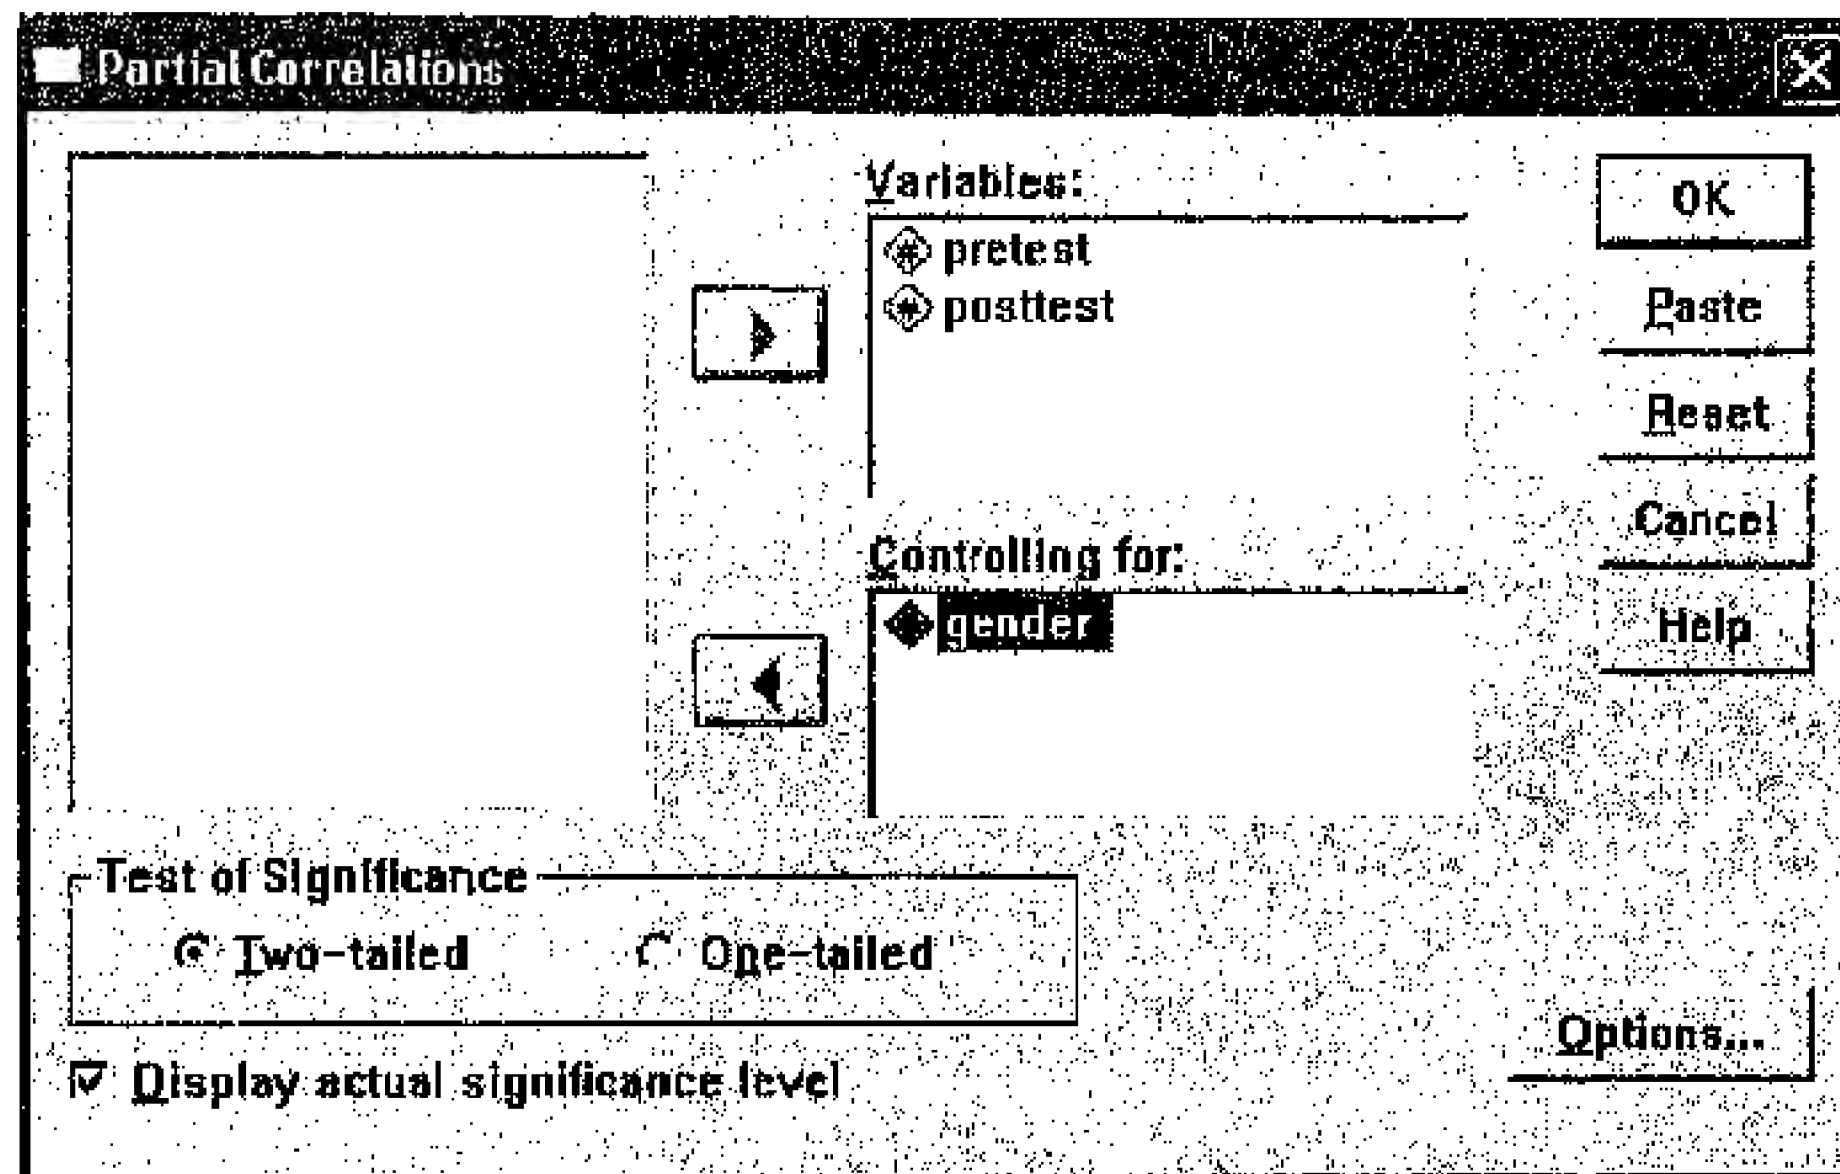 Partial Correlations
Variables:
pretest
posttest
Controlling for:
gender
OK
Paste
Reset
Cancel
Help
Test of Significance
Two-tailed One-tailed
Display actual significance level
Options...